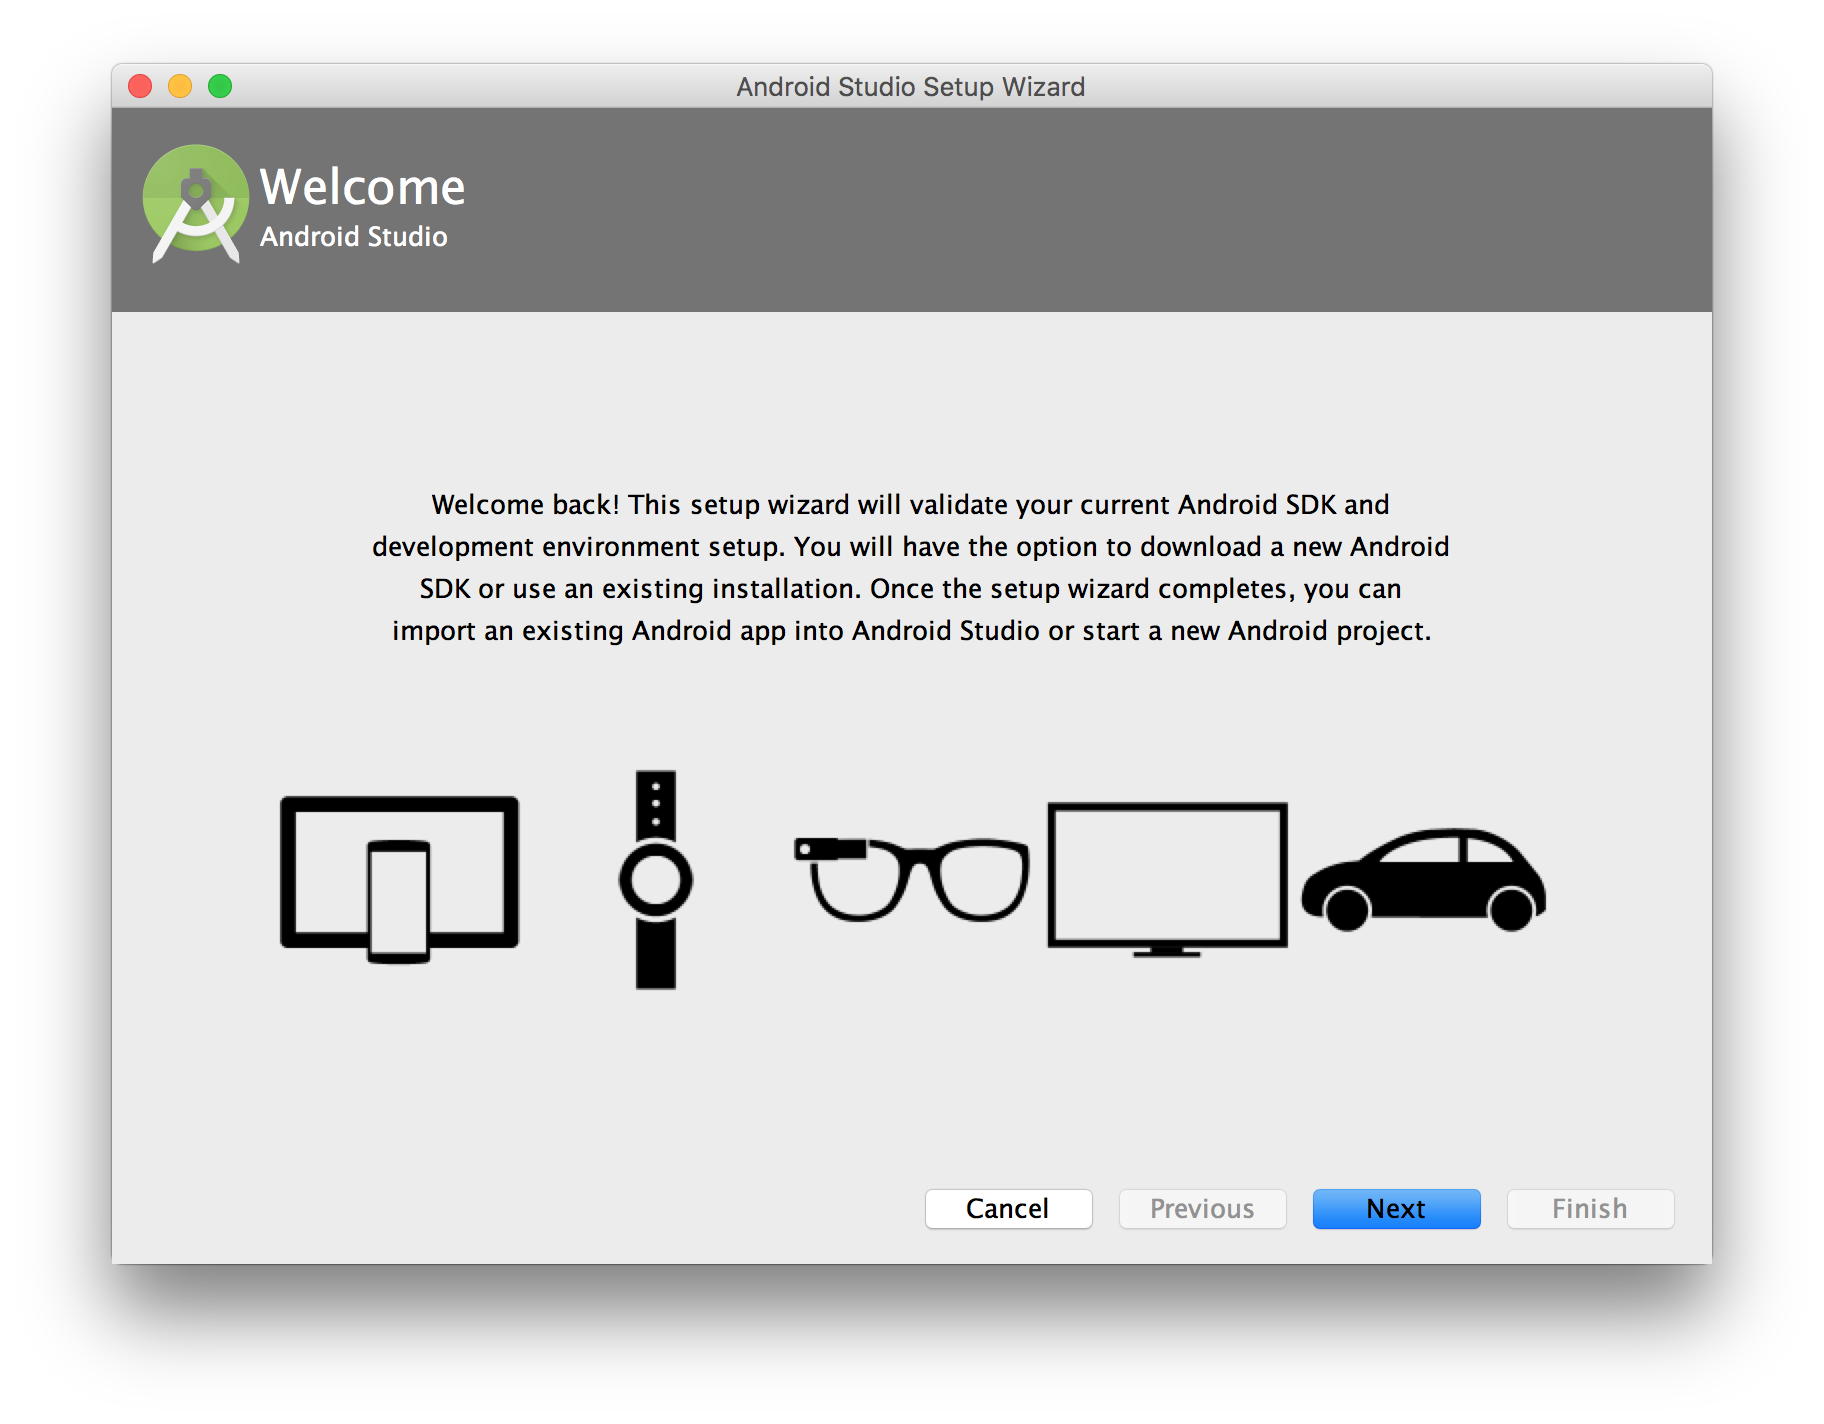 Android Studio Setup Wizard
Welcome
Android Studio
Welcome back! This setup wizard will validate your current Android SDK and
development environment setup. You will have the option to download a new Android
SDK or use an existing installation. Once the setup wizard completes, you can
import an existing Android app into Android Studio or start a new Android project.
Cancel Previous Next Finish